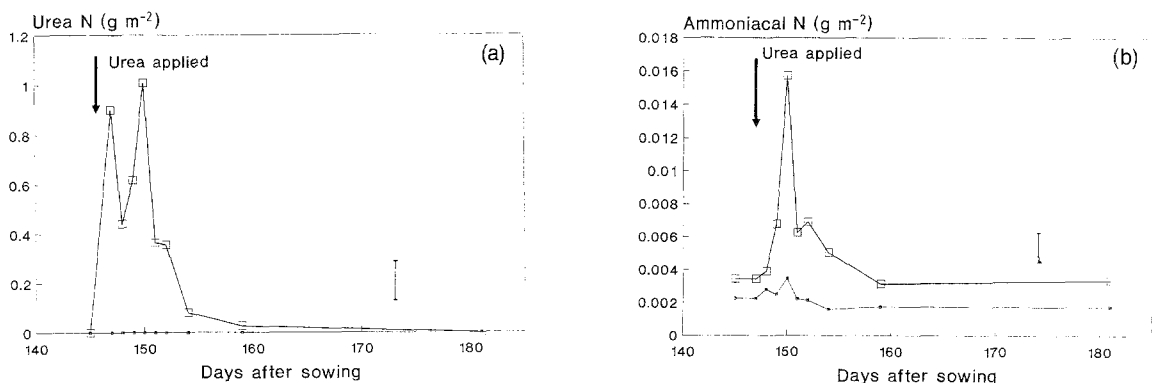 Urea N (g m⁻²)
1.2
1
0.8
0.6
0.4
0.2
0
Urea applied
(a)
140 150 160 170 180
Days after sowing
Ammoniacal N (g m⁻²)
0.018
0.016
0.014
0.012
0.010
0.008
0.006
0.004
0.002
0
Urea applied
(b)
140 150 160 170 180
Days after sowing